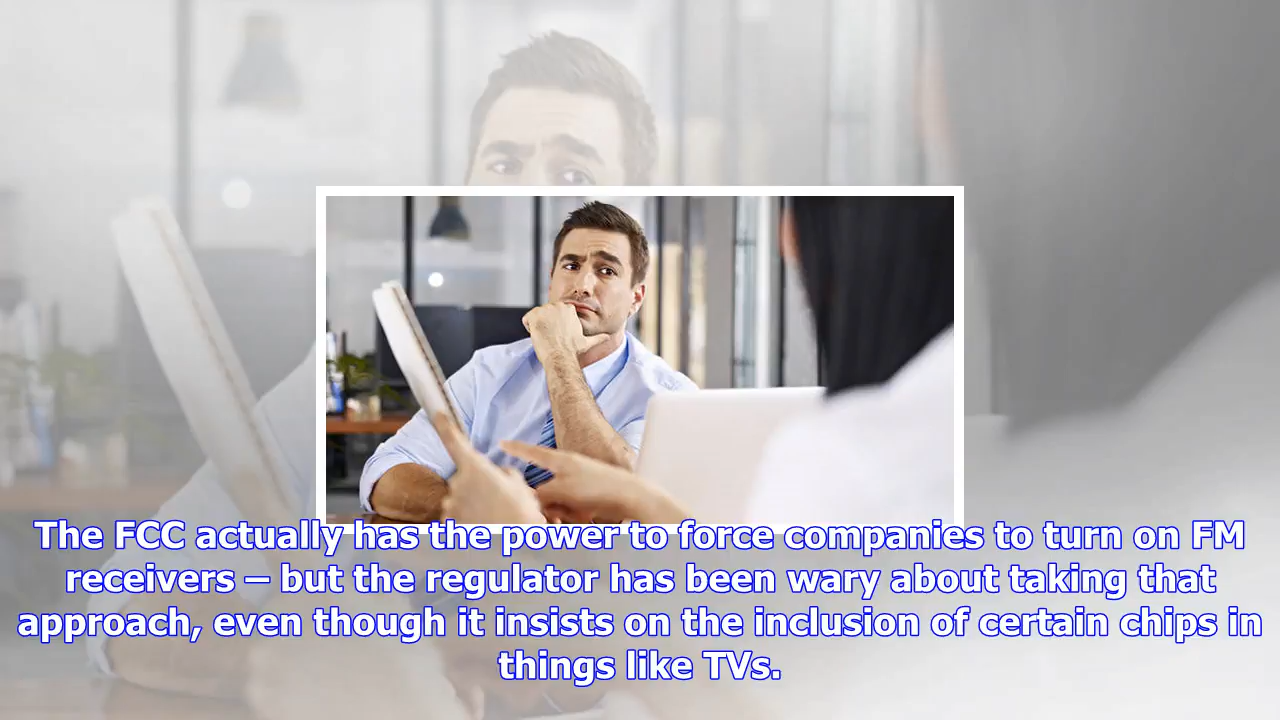 The FCC actually has the power to force companies to turn on FM
receivers – but the regulator has been wary about taking that
approach, even though it insists on the inclusion of certain chips in
things like TVs.